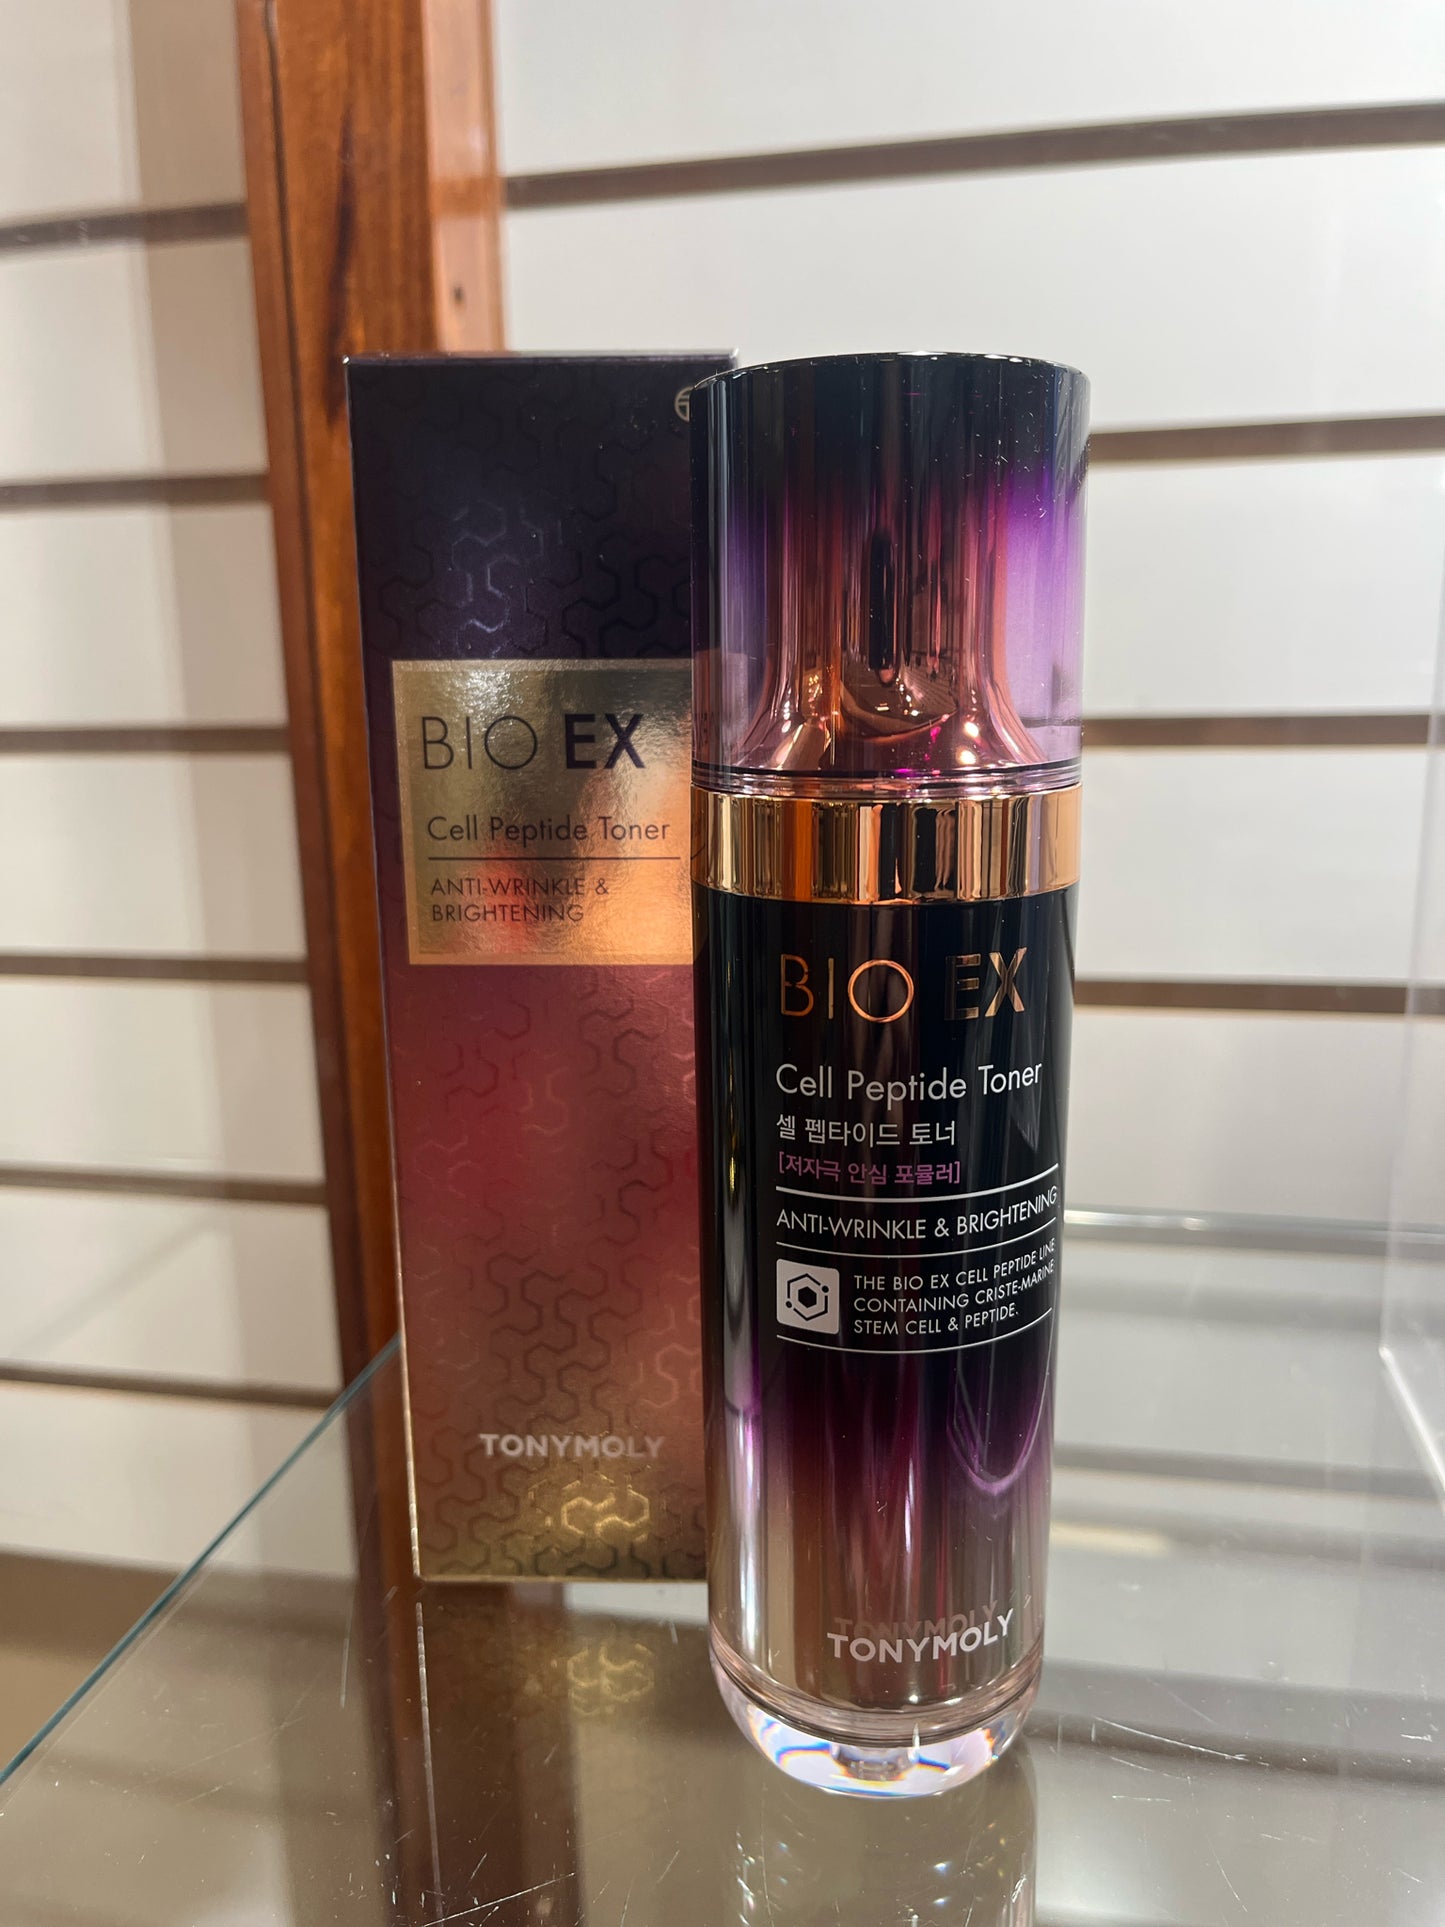 BIO EX
Cell Peptide Toner
ANTI-WRINKLE &
BRIGHTENING
TONYMOLY
BIO EX
Cell Peptide Toner
셀 펩타이드 토너
[저자극 안심 포뮬러]
ANTI-WRINKLE & BRIGHTENING
THE BIO EX CELL PEPTIDE LINE
CONTAINING CRISTE-MARINE
STEM CELL & PEPTIDE.
TONYMOLY